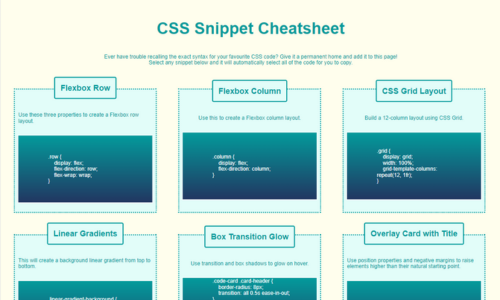 CSS Snippet Cheatsheet
Ever have trouble recalling the exact syntax for your favourite CSS code? Give it a permanent home and add it to this page!
Select any snippet below and it will automatically select all of the code for you to copy.
Flexbox Row
Use these three properties to create a Flexbox row
layout.
.row {
display: flex;
flex-direction: row;
flex-wrap: wrap;
}
Flexbox Column
Use this to create a Flexbox column layout.
.column {
display: flex;
flex-direction: column;
}
CSS Grid Layout
Build a 12-column layout using CSS Grid.
.grid {
display: grid;
width: 100%;
grid-template-columns:
repeat(12, 1fr);
}
Linear Gradients
This will create a background linear gradient from top to
bottom.
.linear-gradient-background {
Box Transition Glow
Use transition and box shadows to glow on hover.
.code-card .card-header {
border-radius: 8px;
transition: all 0.5s ease-in-out;
}
Overlay Card with Title
Use position properties and negative margins to raise
elements higher than their natural starting point.